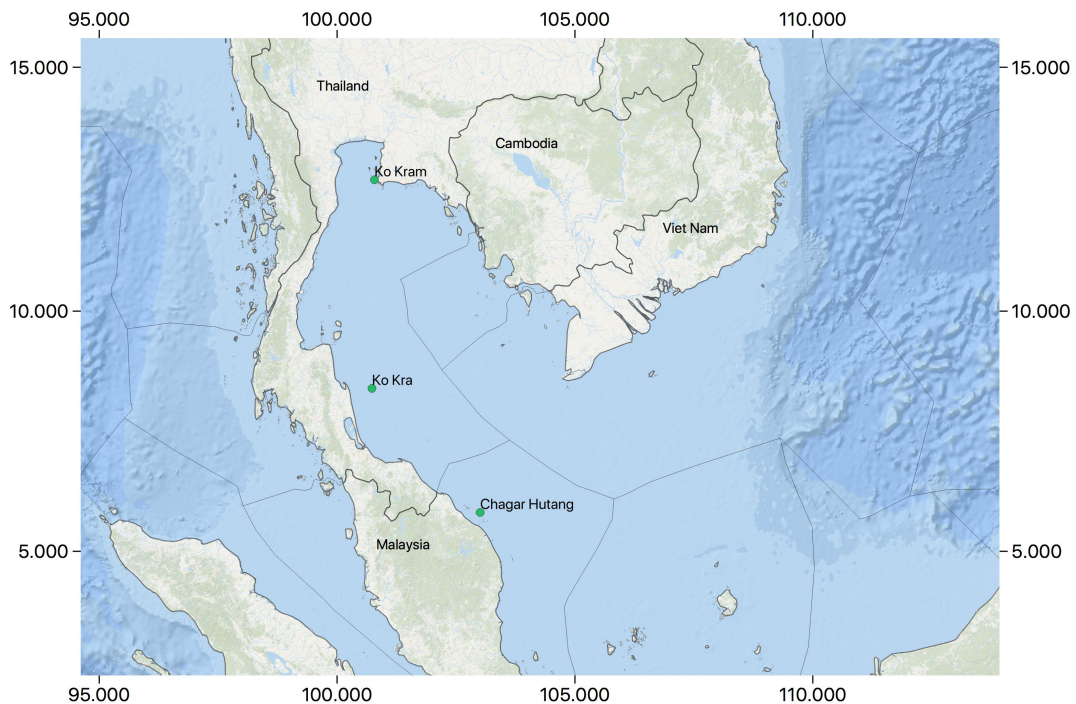 95.000 100.000 105.000 110.000
15.000 15.000
Thailand
Cambodia
Ko Kram
Viet Nam
10.000 10.000
Ko Kra
Chagar Hutang
Malaysia
5.000 5.000
95.000 100.000 105.000 110.000